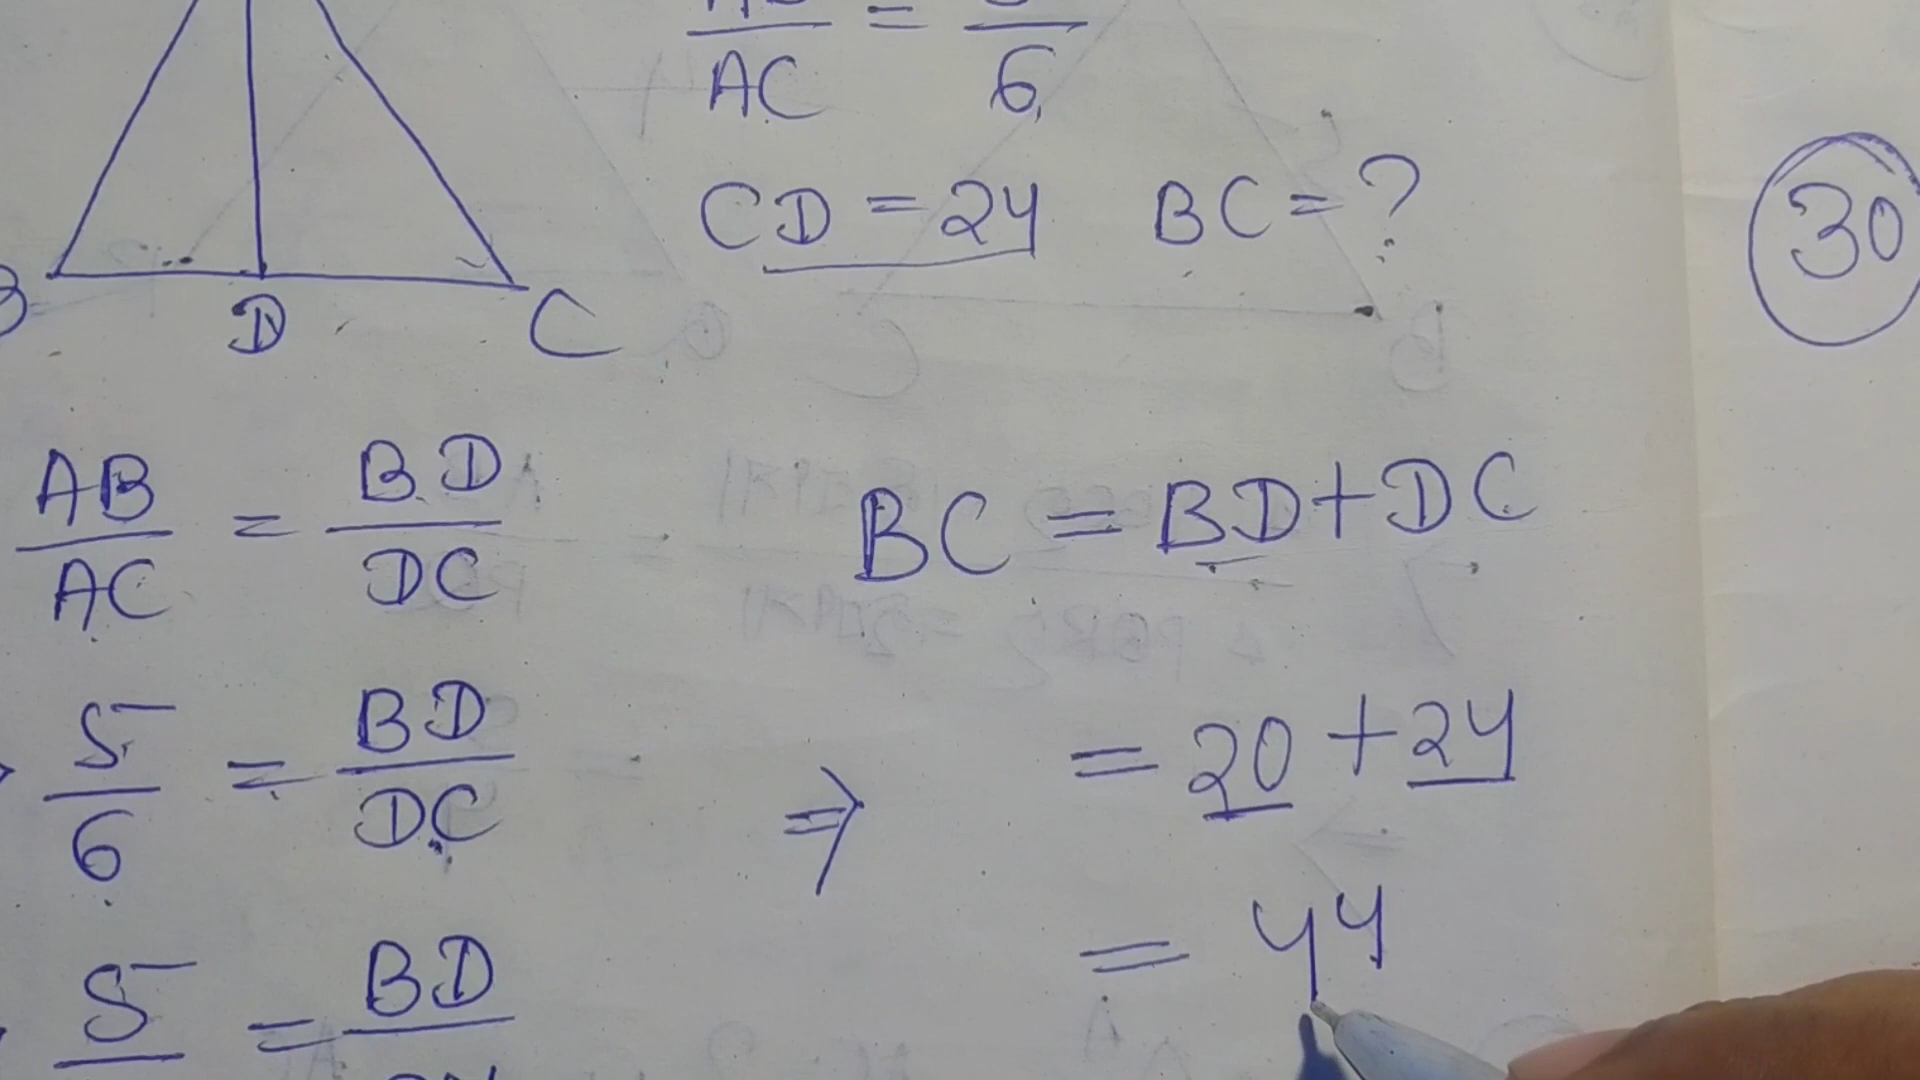 AC = 6
CD = 24 BC = ?
30
B D C
AB/AC = BD/DC
BC = BD + DC
5/6 = BD/DC
⇒ = 20 + 24
= 44
5 = BD